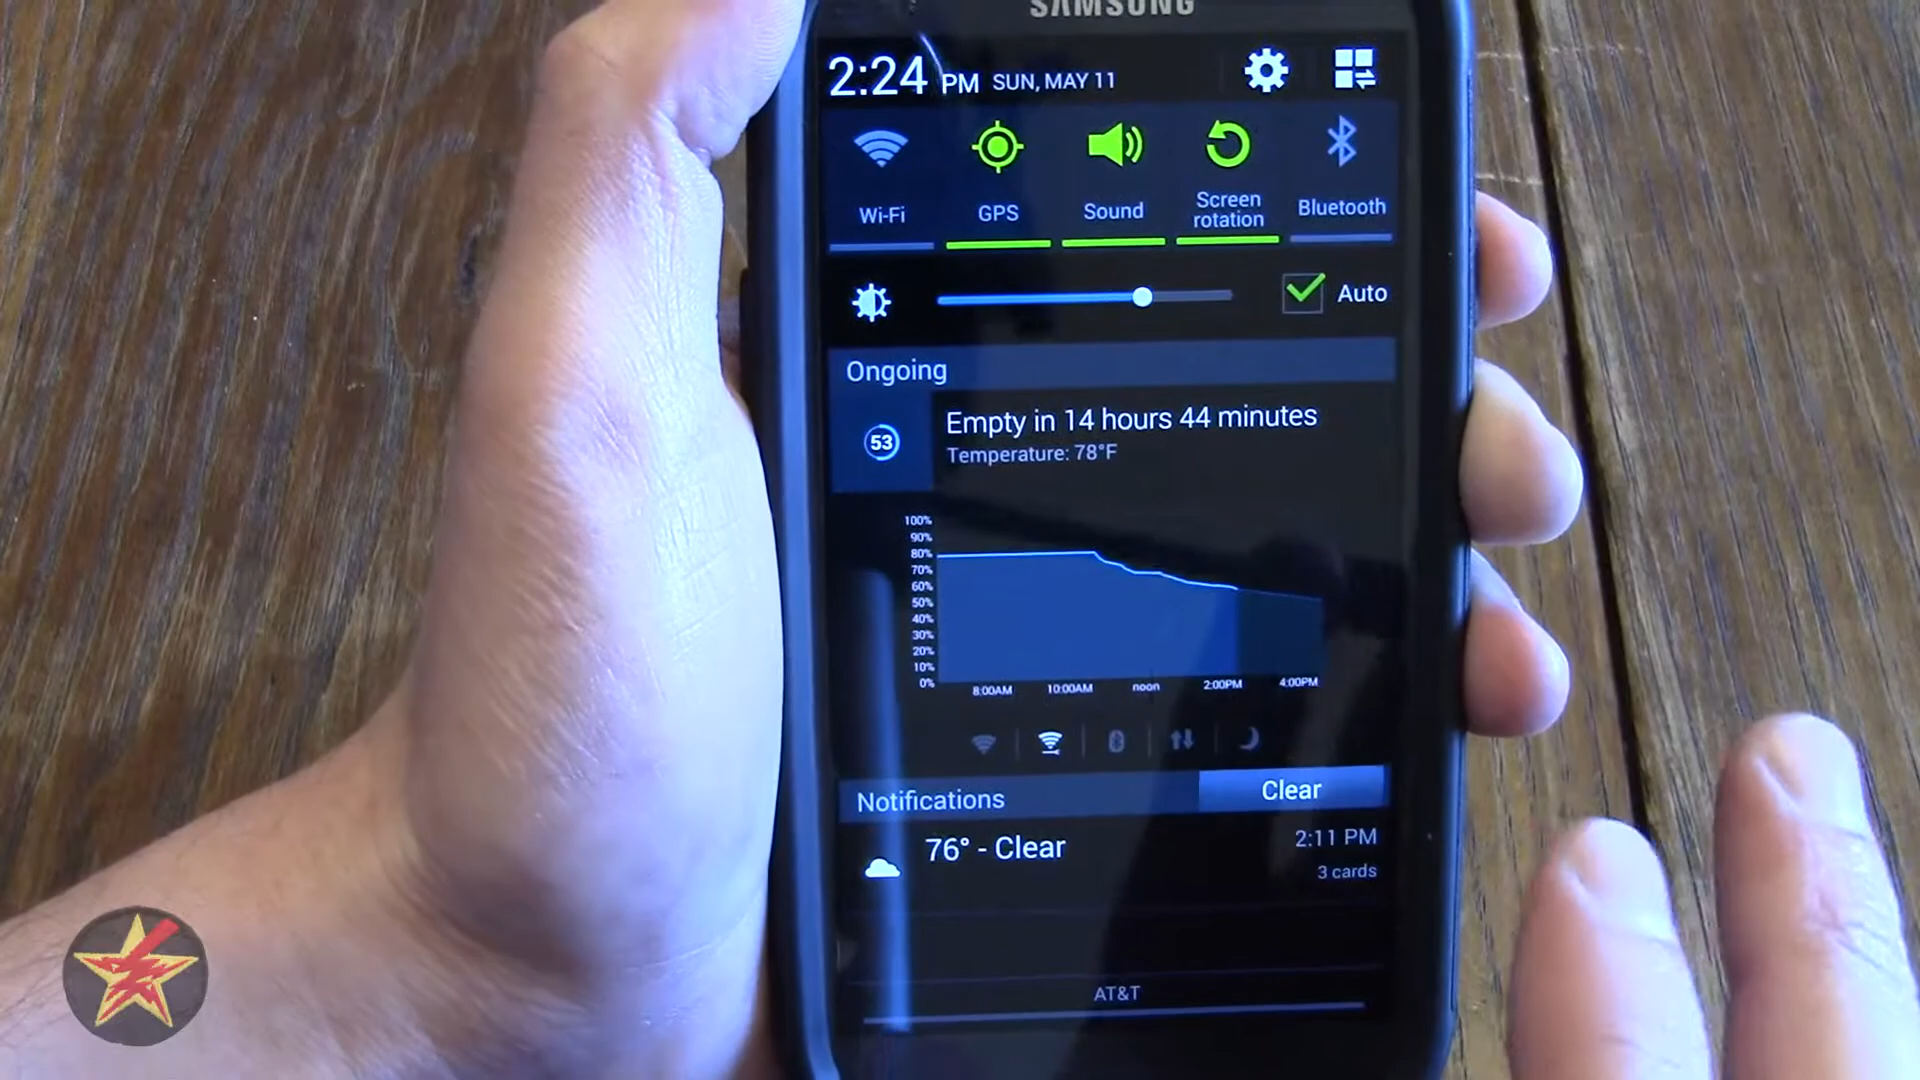 SAMSUNG
2:24 PM SUN, MAY 11
Wi-Fi GPS Sound Screen rotation Bluetooth
Auto
Ongoing
53
Empty in 14 hours 44 minutes
Temperature: 78°F
100%
90%
80%
70%
60%
50%
40%
30%
20%
10%
0%
8:00AM 10:00AM noon 2:00PM 4:00PM
Notifications Clear
76° - Clear 2:11 PM
3 cards
AT&T